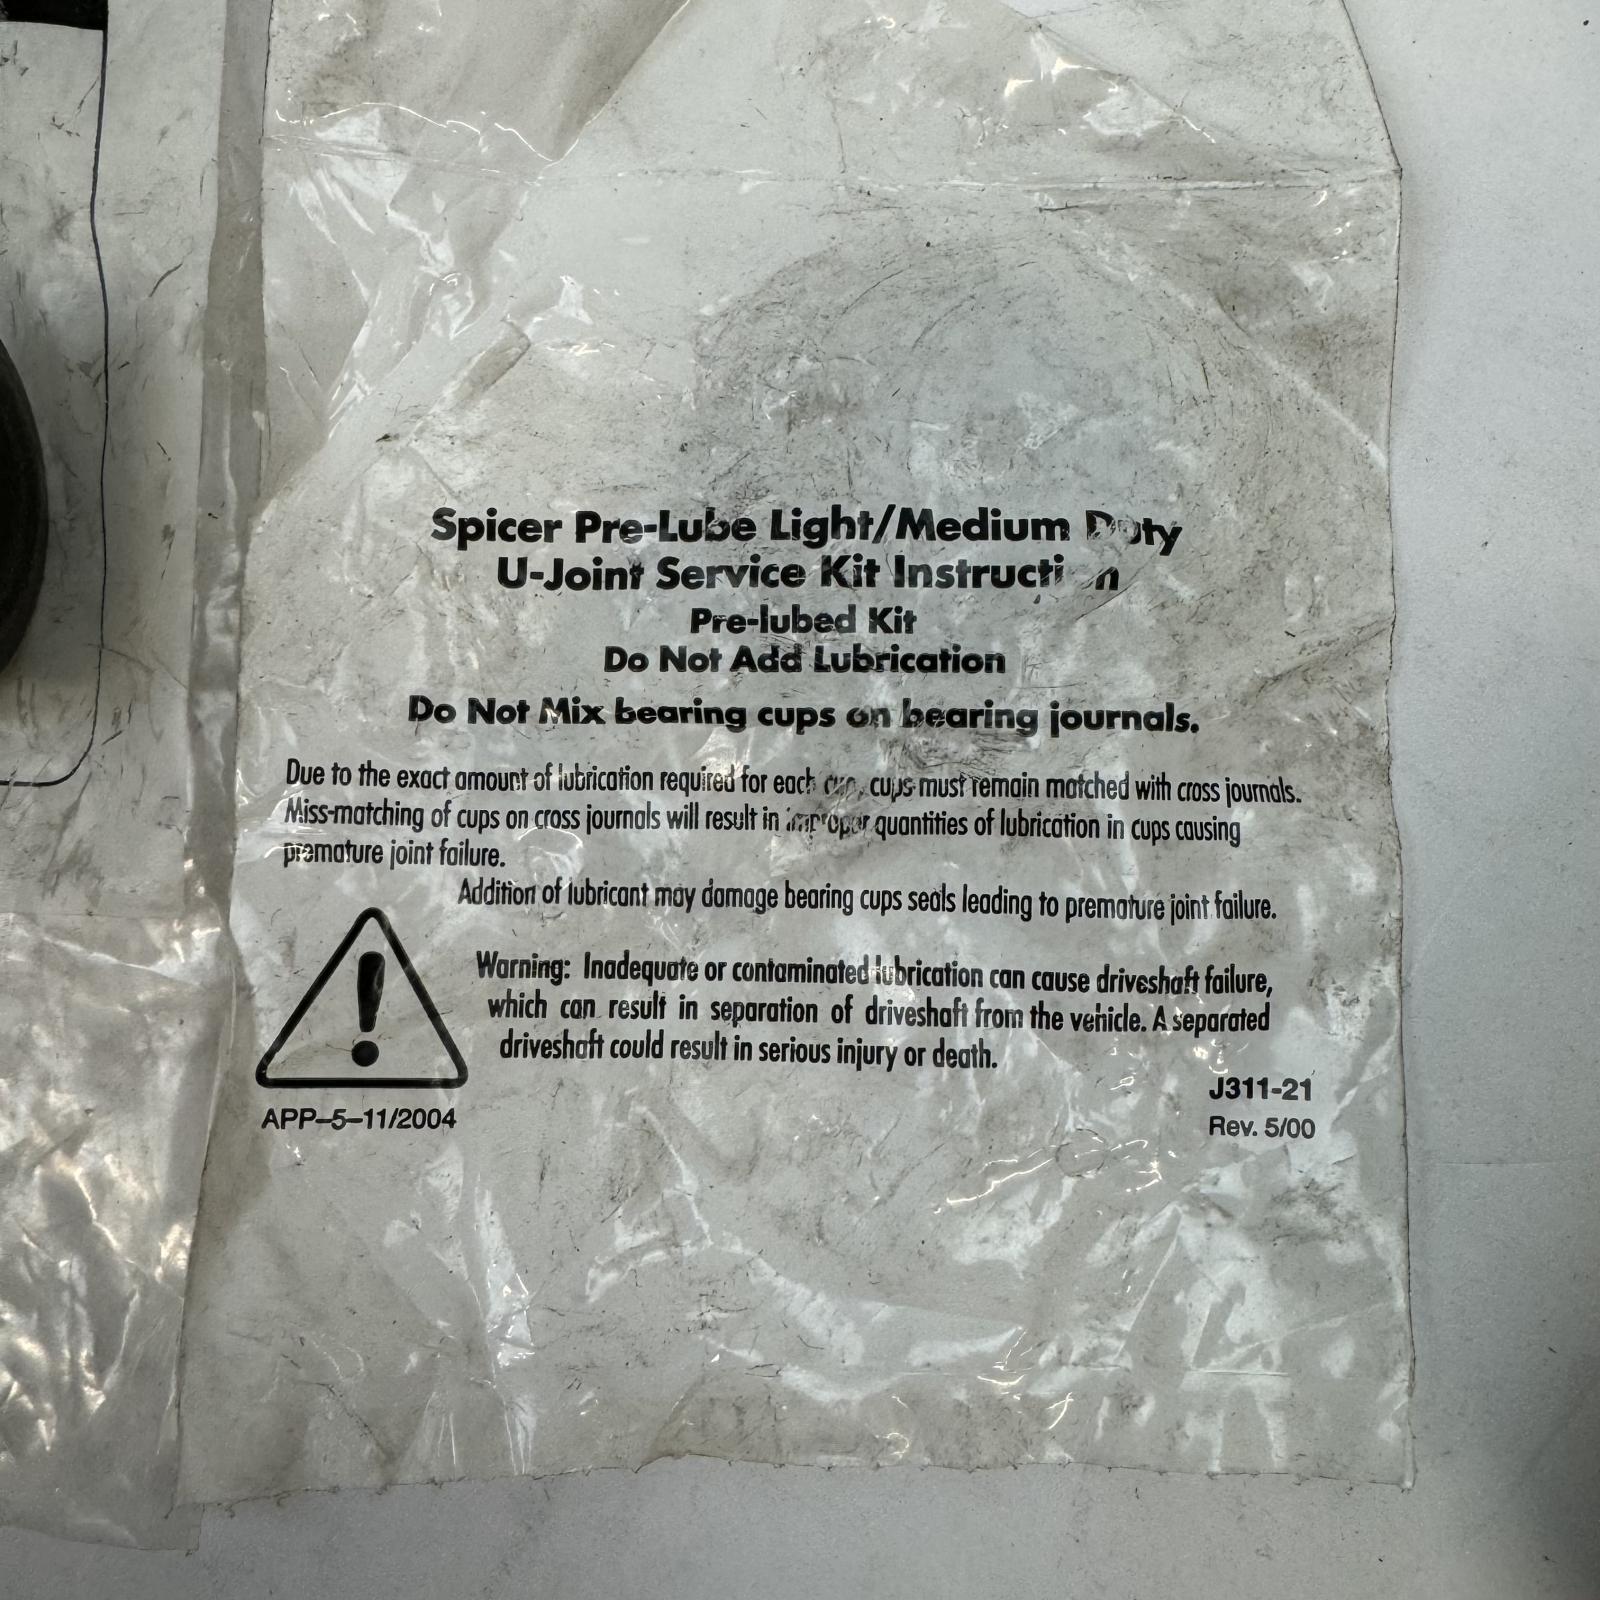 Spicer Pre-Lube Light/Medium Duty
U-Joint Service Kit Instruction
Pre-lubed Kit
Do Not Add Lubrication
Do Not Mix bearing cups on bearing journals.
Due to the exact amount of lubrication required for each cup, cups must remain matched with cross journals.
Miss-matching of cups on cross journals will result in improper quantities of lubrication in cups causing
premature joint failure.
Addition of lubricant may damage bearing cups seals leading to premature joint failure.
Warning: Inadequate or contaminated lubrication can cause driveshaft failure,
which can result in separation of driveshaft from the vehicle. A separated
driveshaft could result in serious injury or death.
J311-21
APP-5-11/2004
Rev. 5/00